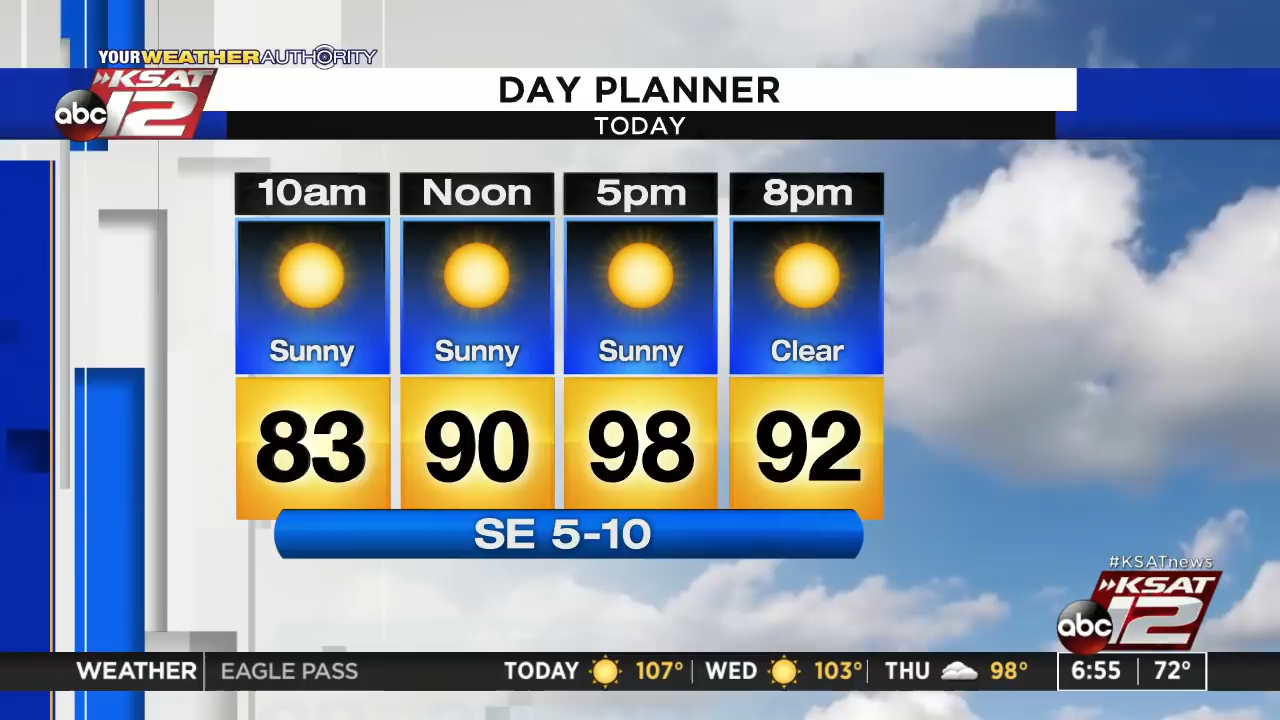 YOURWEATHERAUTHORITY
KSAT
abc 12
DAY PLANNER
TODAY
10am Noon 5pm 8pm
Sunny Sunny Sunny Clear
83 90 98 92
SE 5-10
#KSATnews
KSAT
abc 12
WEATHER EAGLE PASS TODAY 107° WED 103° THU 98° 6:55 72°